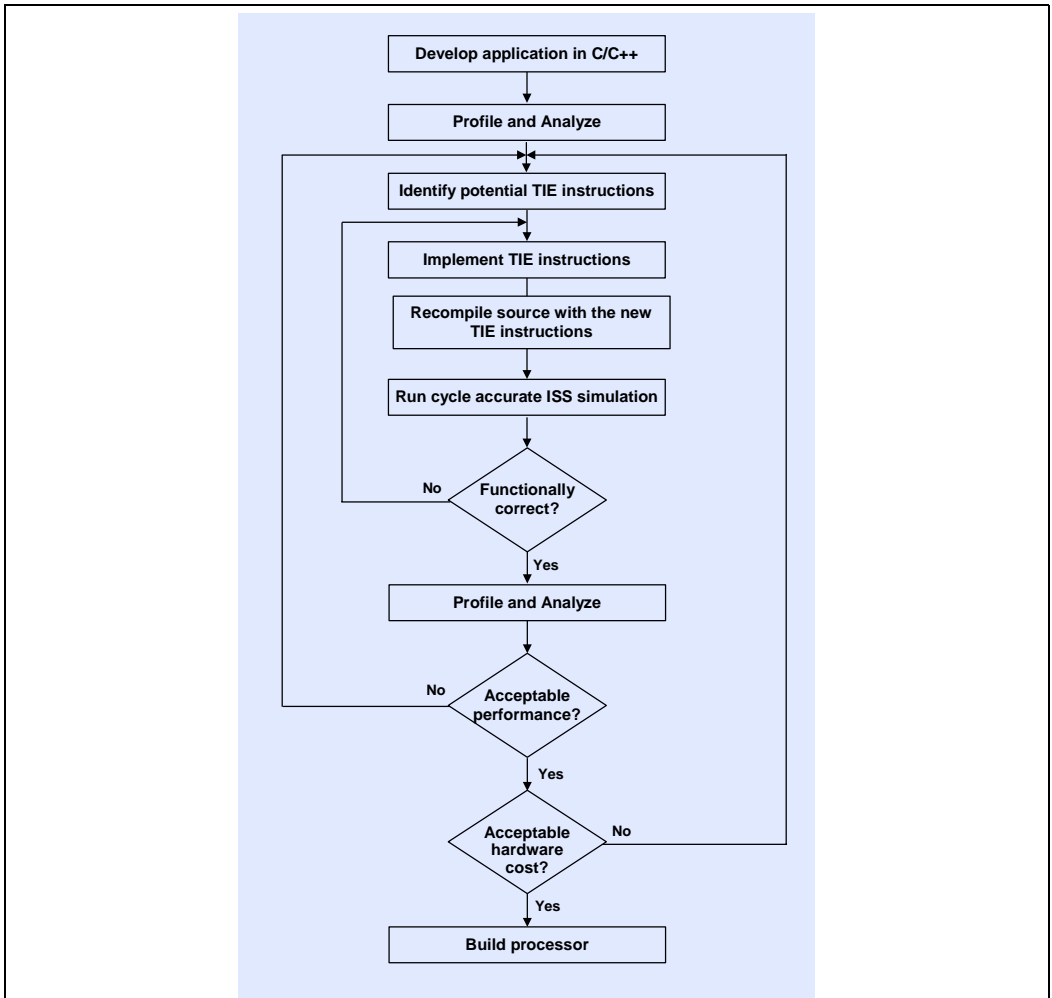 Develop application in C/C++
Profile and Analyze
Identify potential TIE instructions
Implement TIE instructions
Recompile source with the new
TIE instructions
Run cycle accurate ISS simulation
No
Functionally
correct?
Yes
Profile and Analyze
No
Acceptable
performance?
Yes
Acceptable
hardware
cost?
No
Yes
Build processor